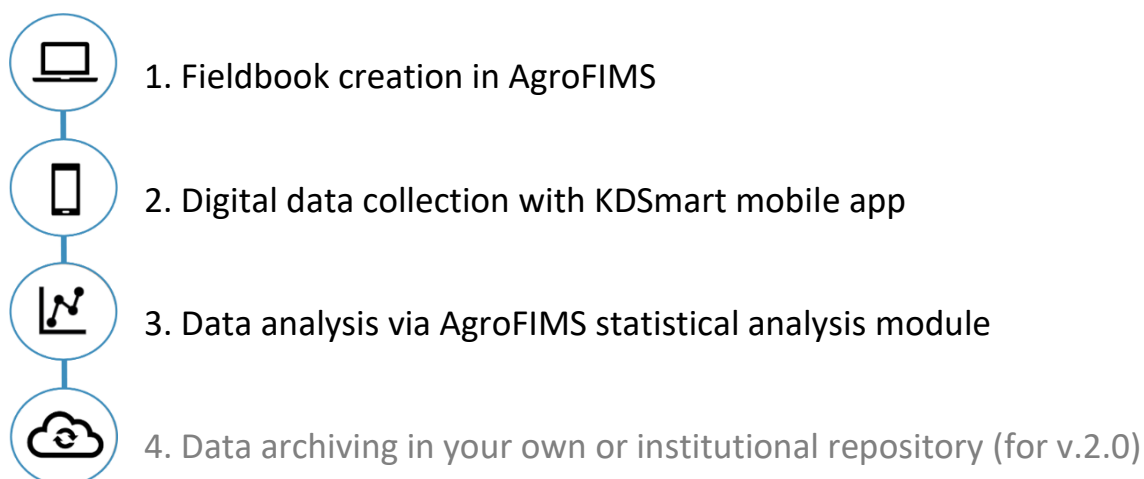 1. Fieldbook creation in AgroFIMS
2. Digital data collection with KDSmart mobile app
3. Data analysis via AgroFIMS statistical analysis module
4. Data archiving in your own or institutional repository (for v.2.0)